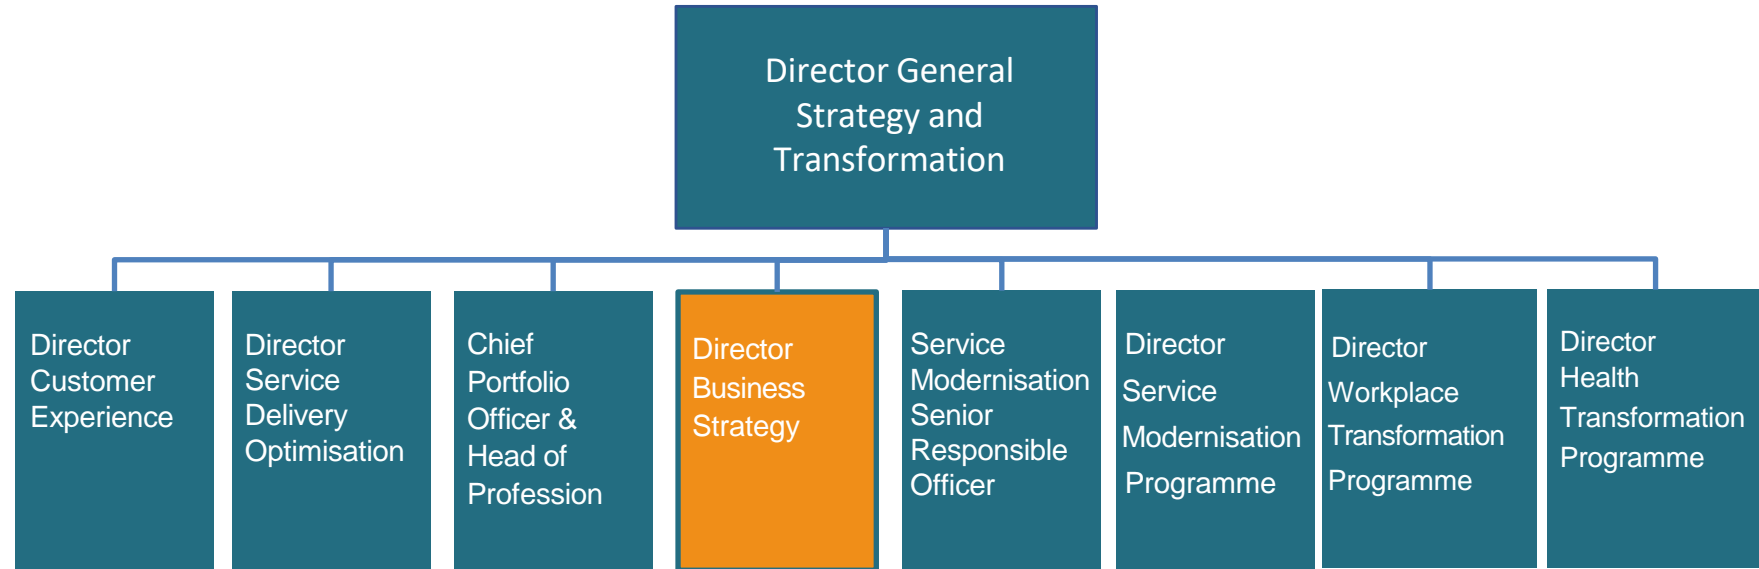 Director General
Strategy and
Transformation
Director
Customer
Experience
Director
Service
Delivery
Optimisation
Chief
Portfolio
Officer &
Head of
Profession
Director
Business
Strategy
Service
Modernisation
Senior
Responsible
Officer
Director
Service
Modernisation
Programme
Director
Workplace
Transformation
Programme
Director
Health
Transformation
Programme